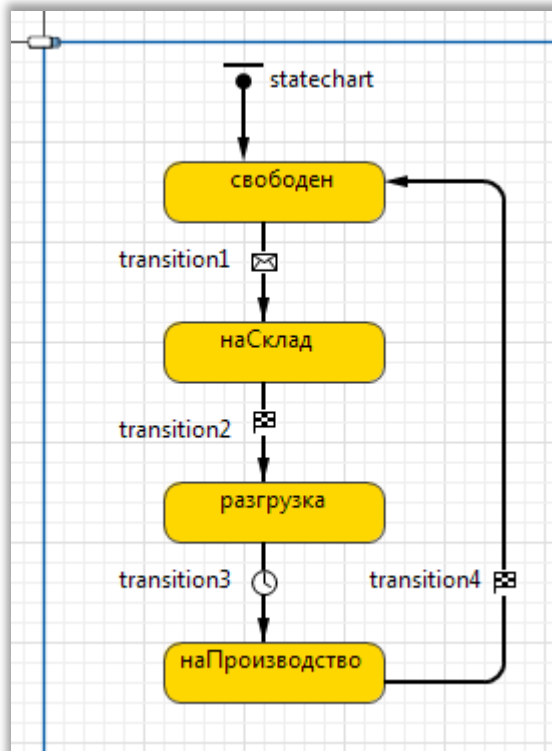 statechart
свободен
transition1
наСклад
transition2
разгрузка
transition3
transition4
наПроизводство